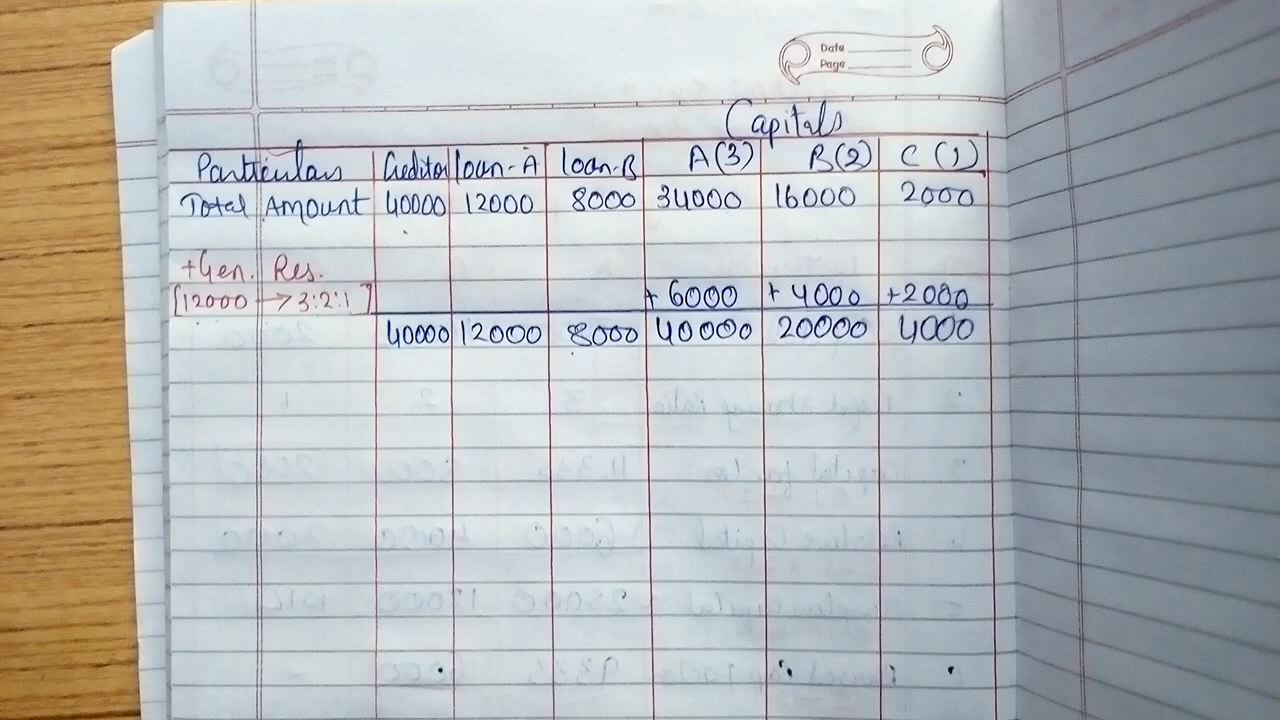 Date
Page
Capitals
Particulars Creditor loan-A loan-B A(3) B(2) C (1)
Total Amount 40000 12000 8000 34000 16000 2000
+Gen. Res.
[12000 → 3:2:1] +6000 +4000 +2000
40000 12000 8000 40000 20000 4000